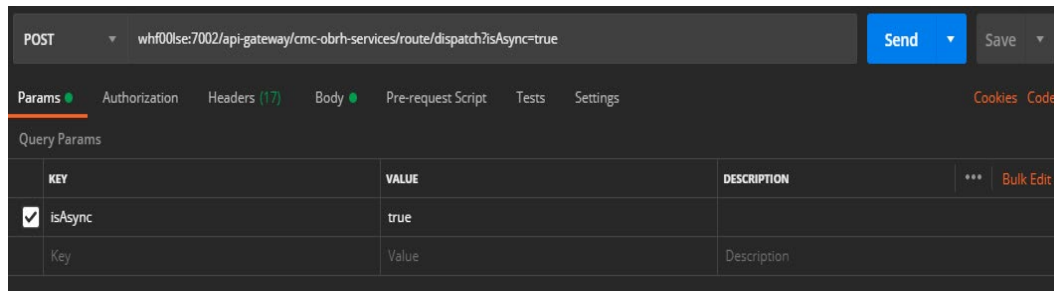 POST whf00lse:7002/api-gateway/cmc-obrh-services/route/dispatch?isAsync=true Send Save
Params Authorization Headers (17) Body Pre-request Script Tests Settings Cookies Code
Query Params
KEY VALUE DESCRIPTION ••• Bulk Edit
isAsync true
Key Value Description